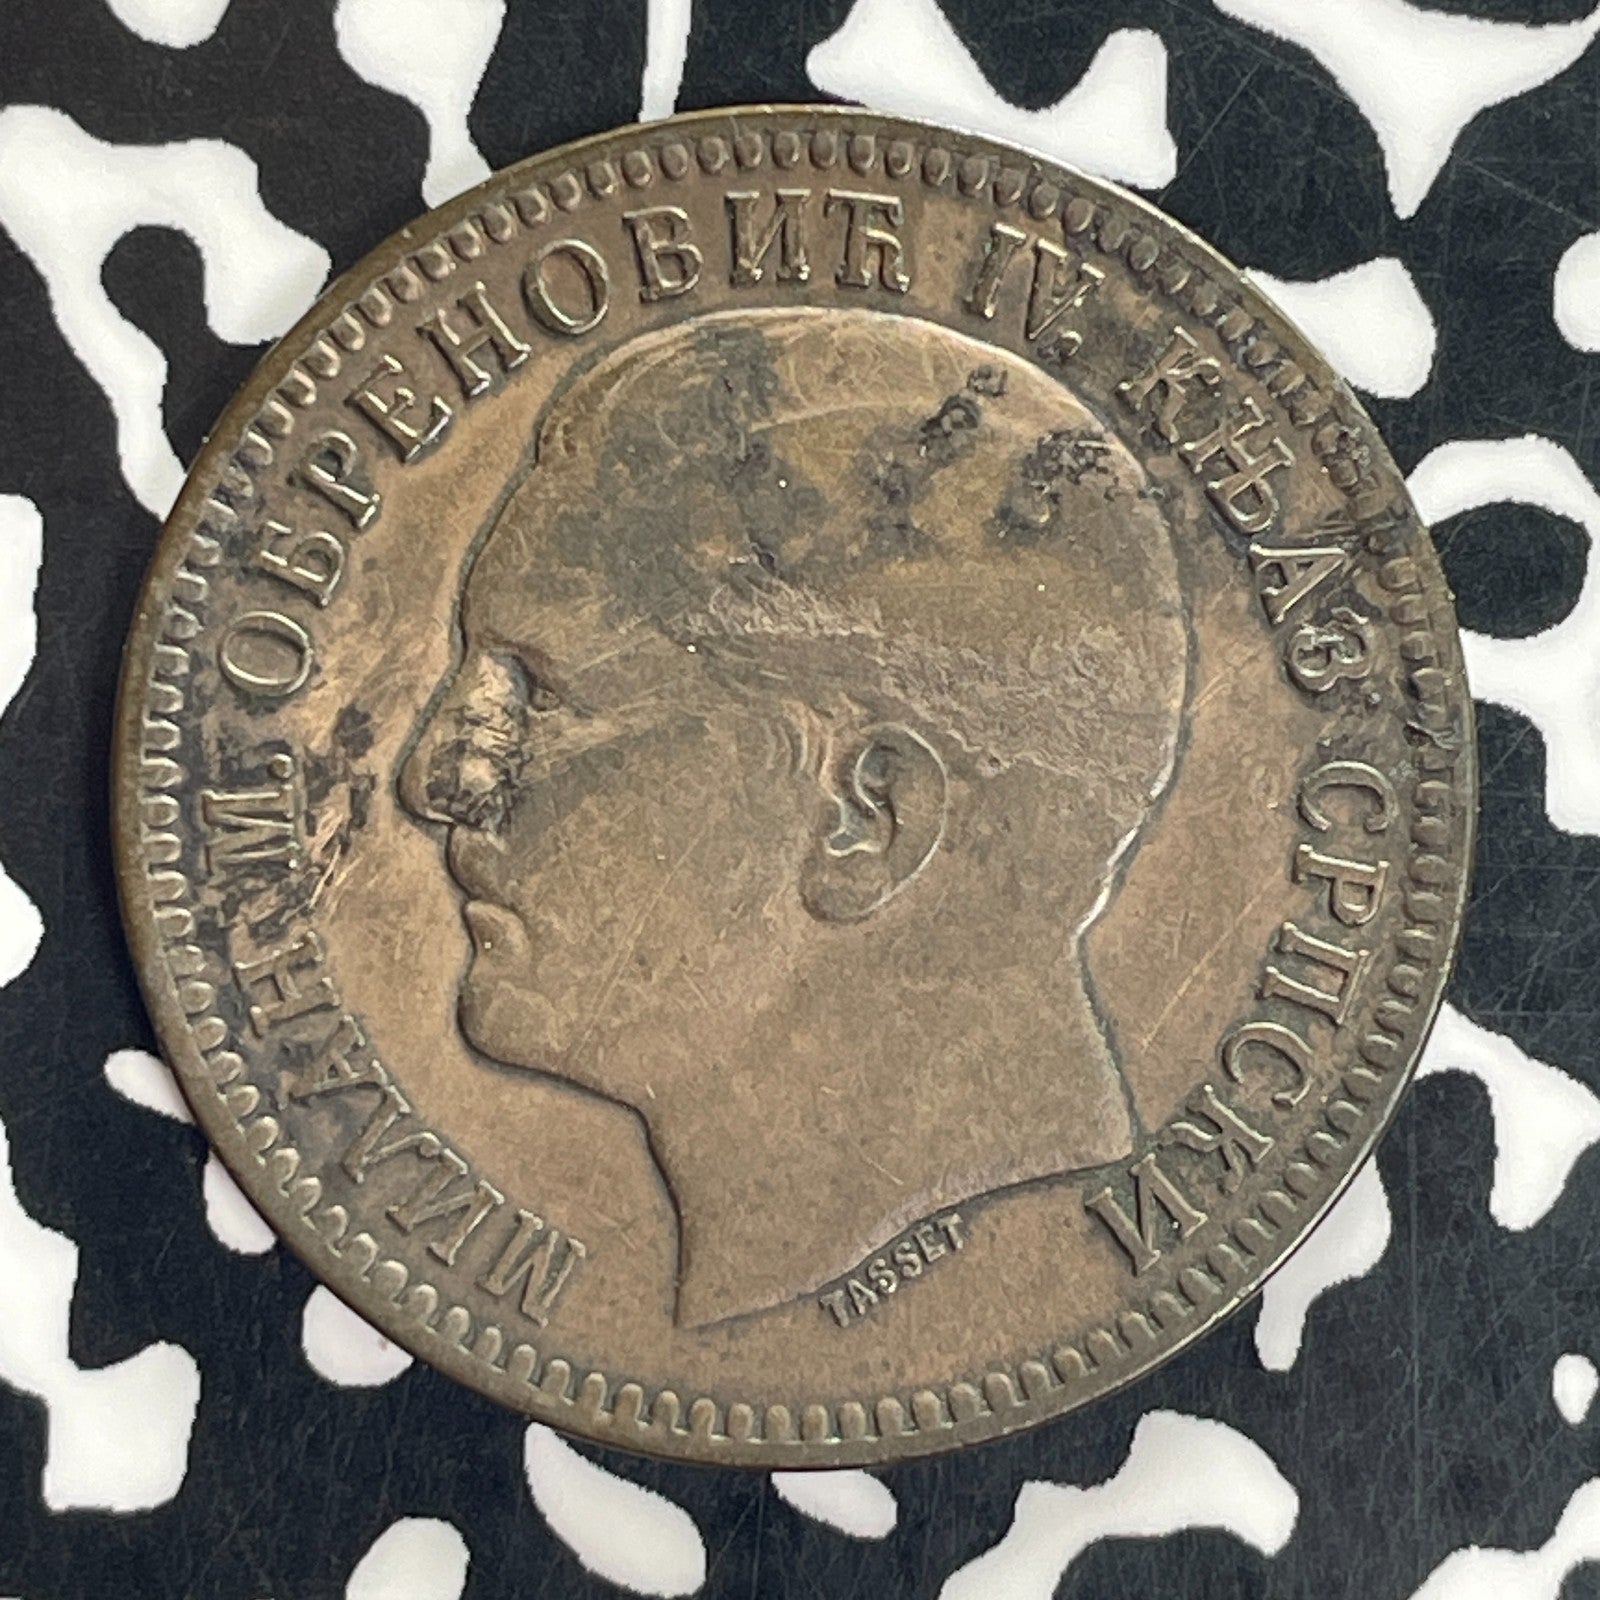 МИЛАН М. ОБРЕНОВИЋ IV. КЊАЗ СРПСКИ
TASSET